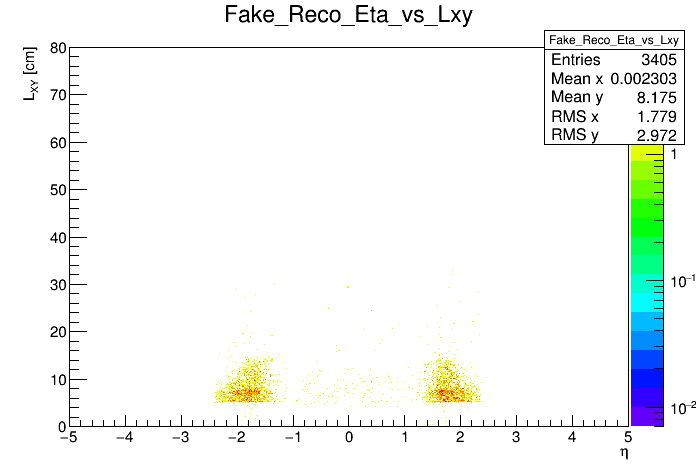 Fake_Reco_Eta_vs_Lxy
Fake_Reco_Eta_vs_Lxy
Entries 3405
Mean x 0.002303
Mean y 8.175
RMS x 1.779
RMS y 2.972
L_XY [cm]
80
70
60
50
40
30
20
10
0
−5 −4 −3 −2 −1 0 1 2 3 4 5
η
1
10⁻¹
10⁻²